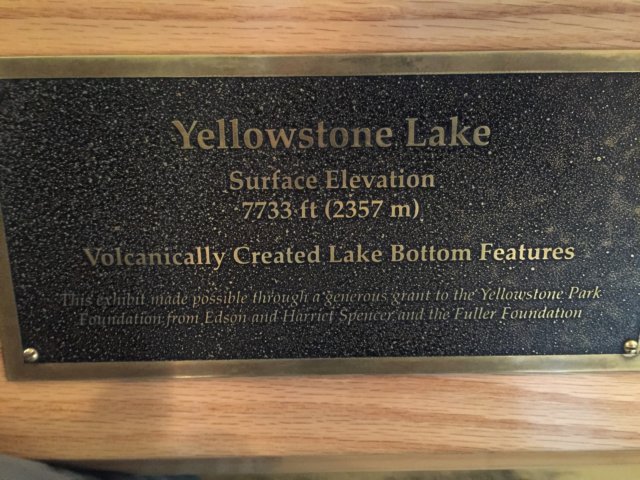 Yellowstone Lake
Surface Elevation
7733 ft (2357 m)
Volcanically Created Lake Bottom Features
This exhibit made possible through a generous grant to the Yellowstone Park
Foundation from Edson and Harriet Spencer and the Fuller Foundation